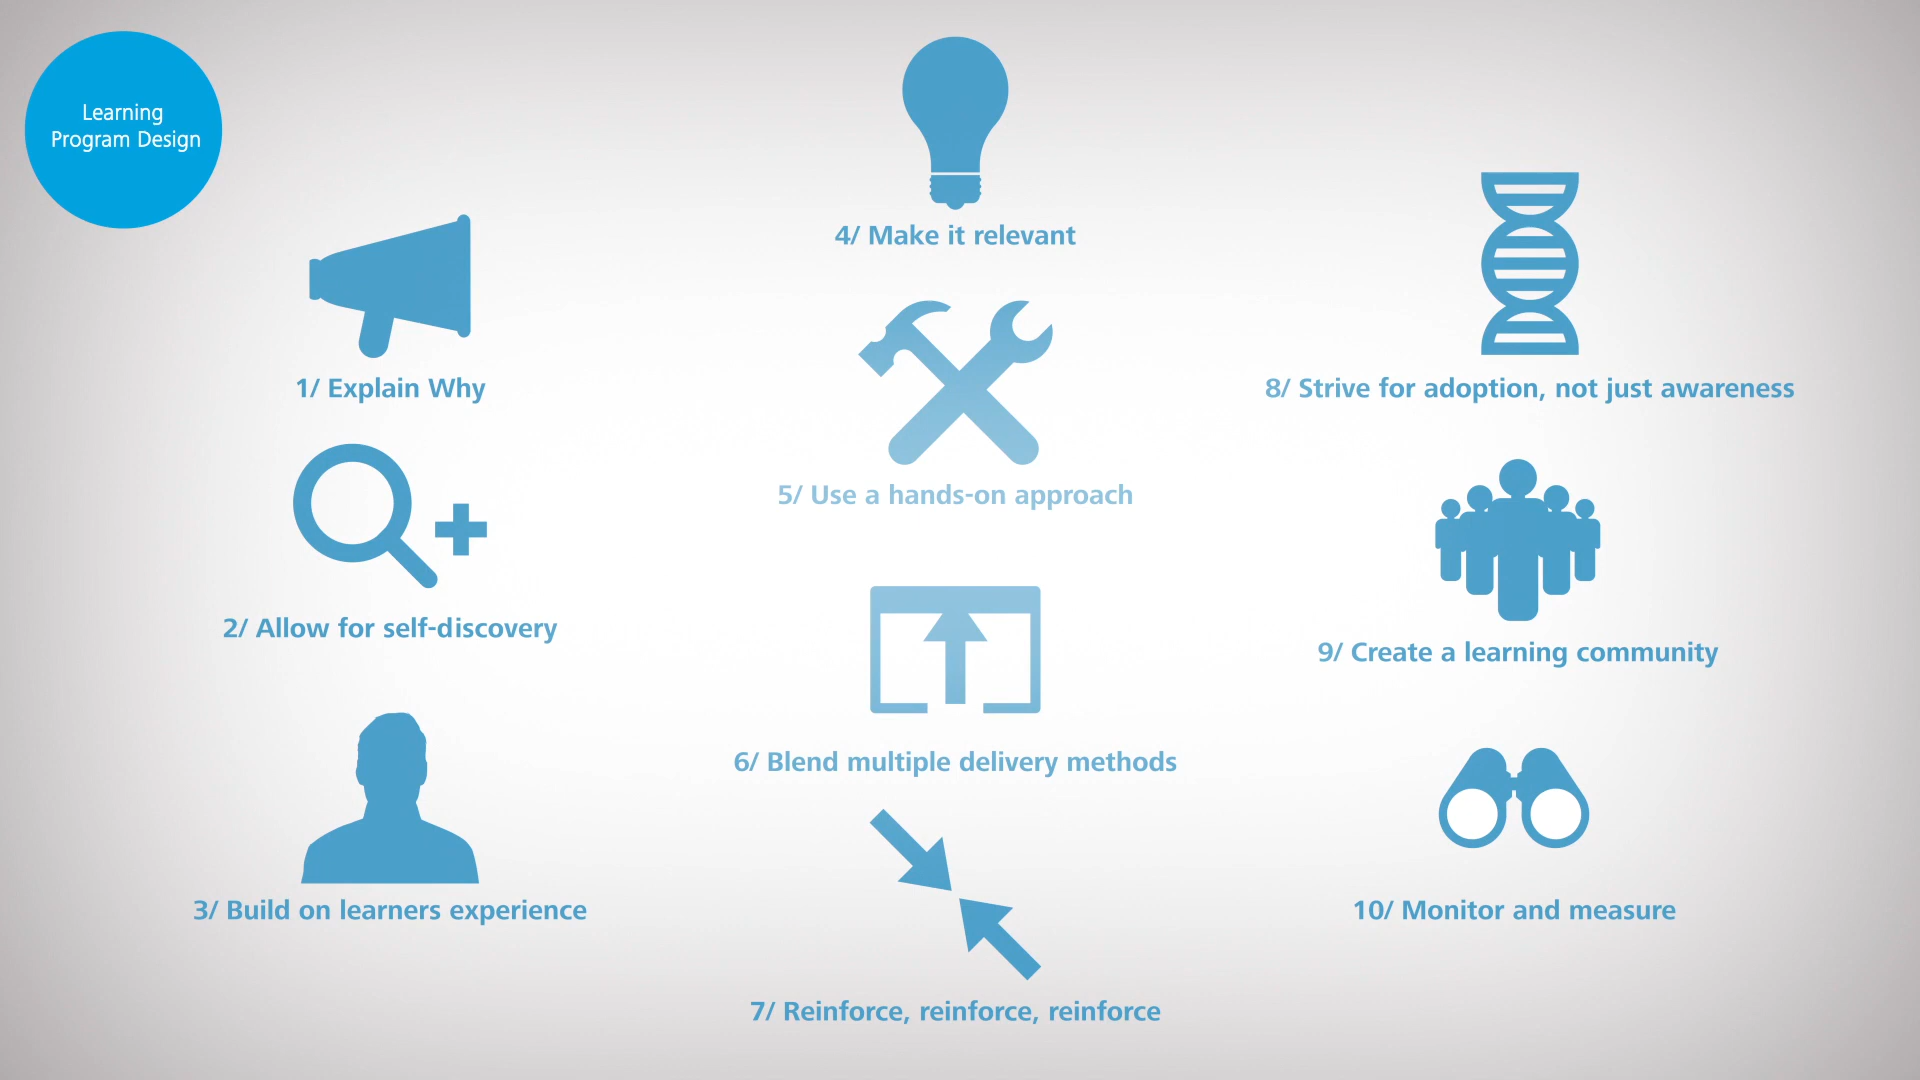 Learning
Program Design
1/ Explain Why
2/ Allow for self-discovery
3/ Build on learners experience
4/ Make it relevant
5/ Use a hands-on approach
6/ Blend multiple delivery methods
7/ Reinforce, reinforce, reinforce
8/ Strive for adoption, not just awareness
9/ Create a learning community
10/ Monitor and measure